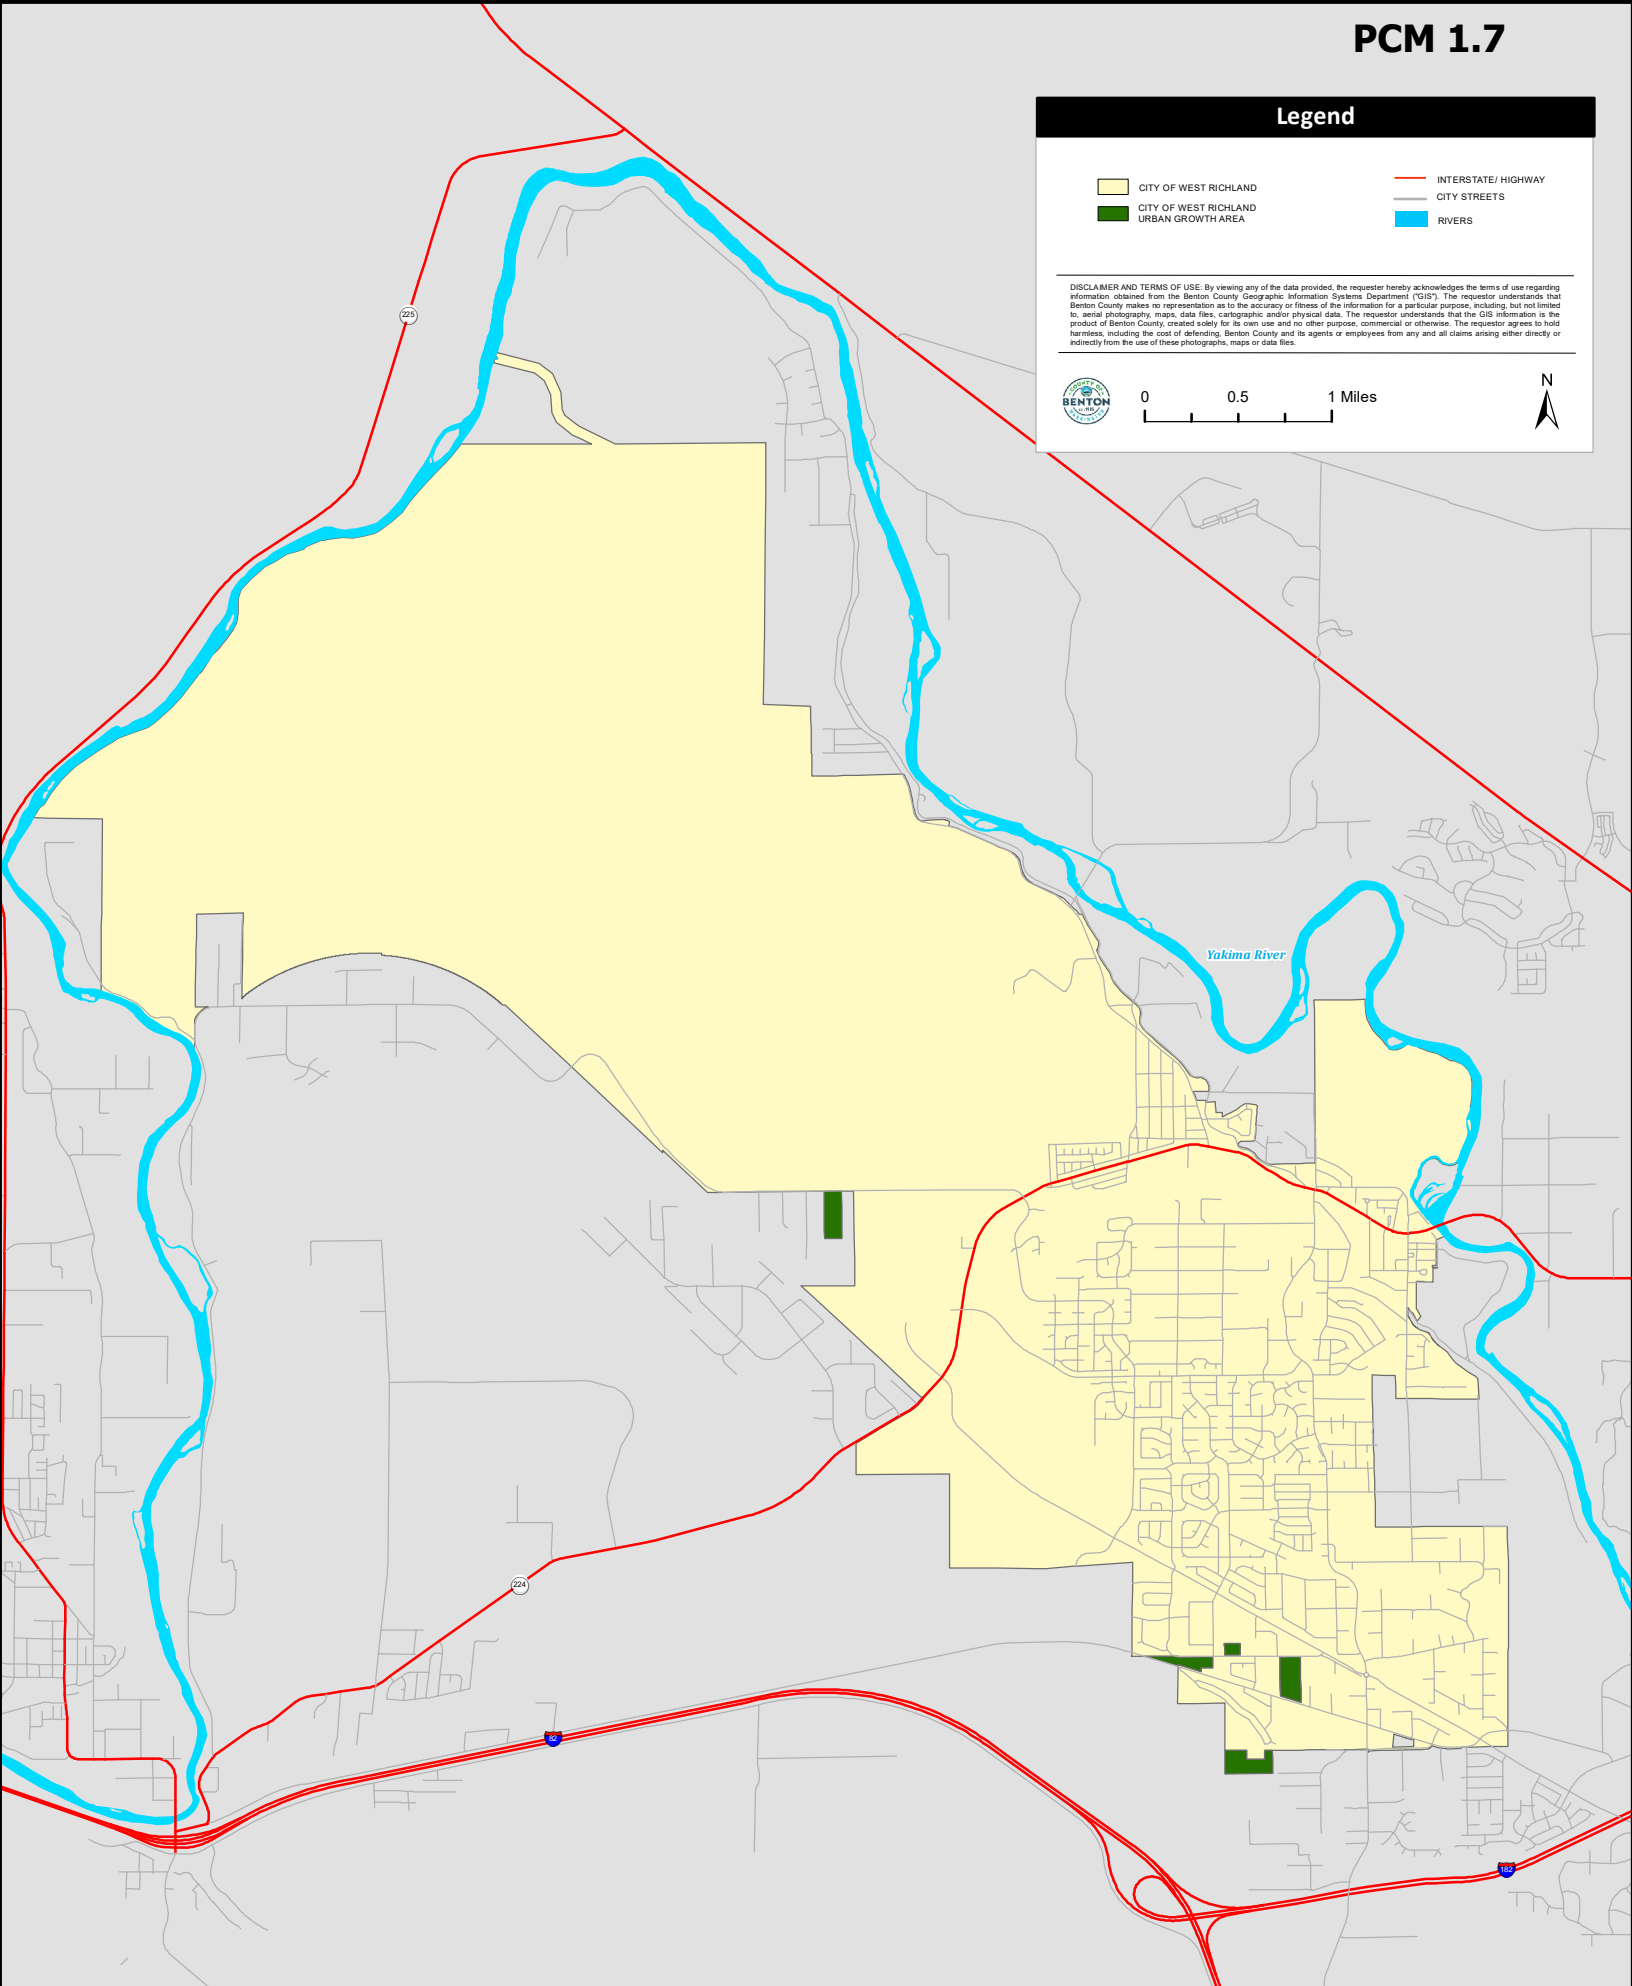 PCM 1.7
Legend
CITY OF WEST RICHLAND
CITY OF WEST RICHLAND
URBAN GROWTH AREA
INTERSTATE/ HIGHWAY
CITY STREETS
RIVERS
DISCLAIMER AND TERMS OF USE: By viewing any of the data provided, the requester hereby acknowledges the terms of use regarding
information obtained from the Benton County Geographic Information Systems Department ("GIS"). The requestor understands that
Benton County makes no representation as to the accuracy or fitness of the information for a particular purpose, including, but not limited
to, aerial photography, maps, data files, cartographic and/or physical data. The requestor understands that the GIS information is the
product of Benton County, created solely for its own use and no other purpose, commercial or otherwise. The requestor agrees to hold
harmless, including the cost of defending, Benton County and its agents or employees from any and all claims arising either directly or
indirectly from the use of these photographs, maps or data files.
COUNTY OF
BENTON
WASHINGTON
0 0.5 1 Miles
N
225
Yakima River
224
82
182